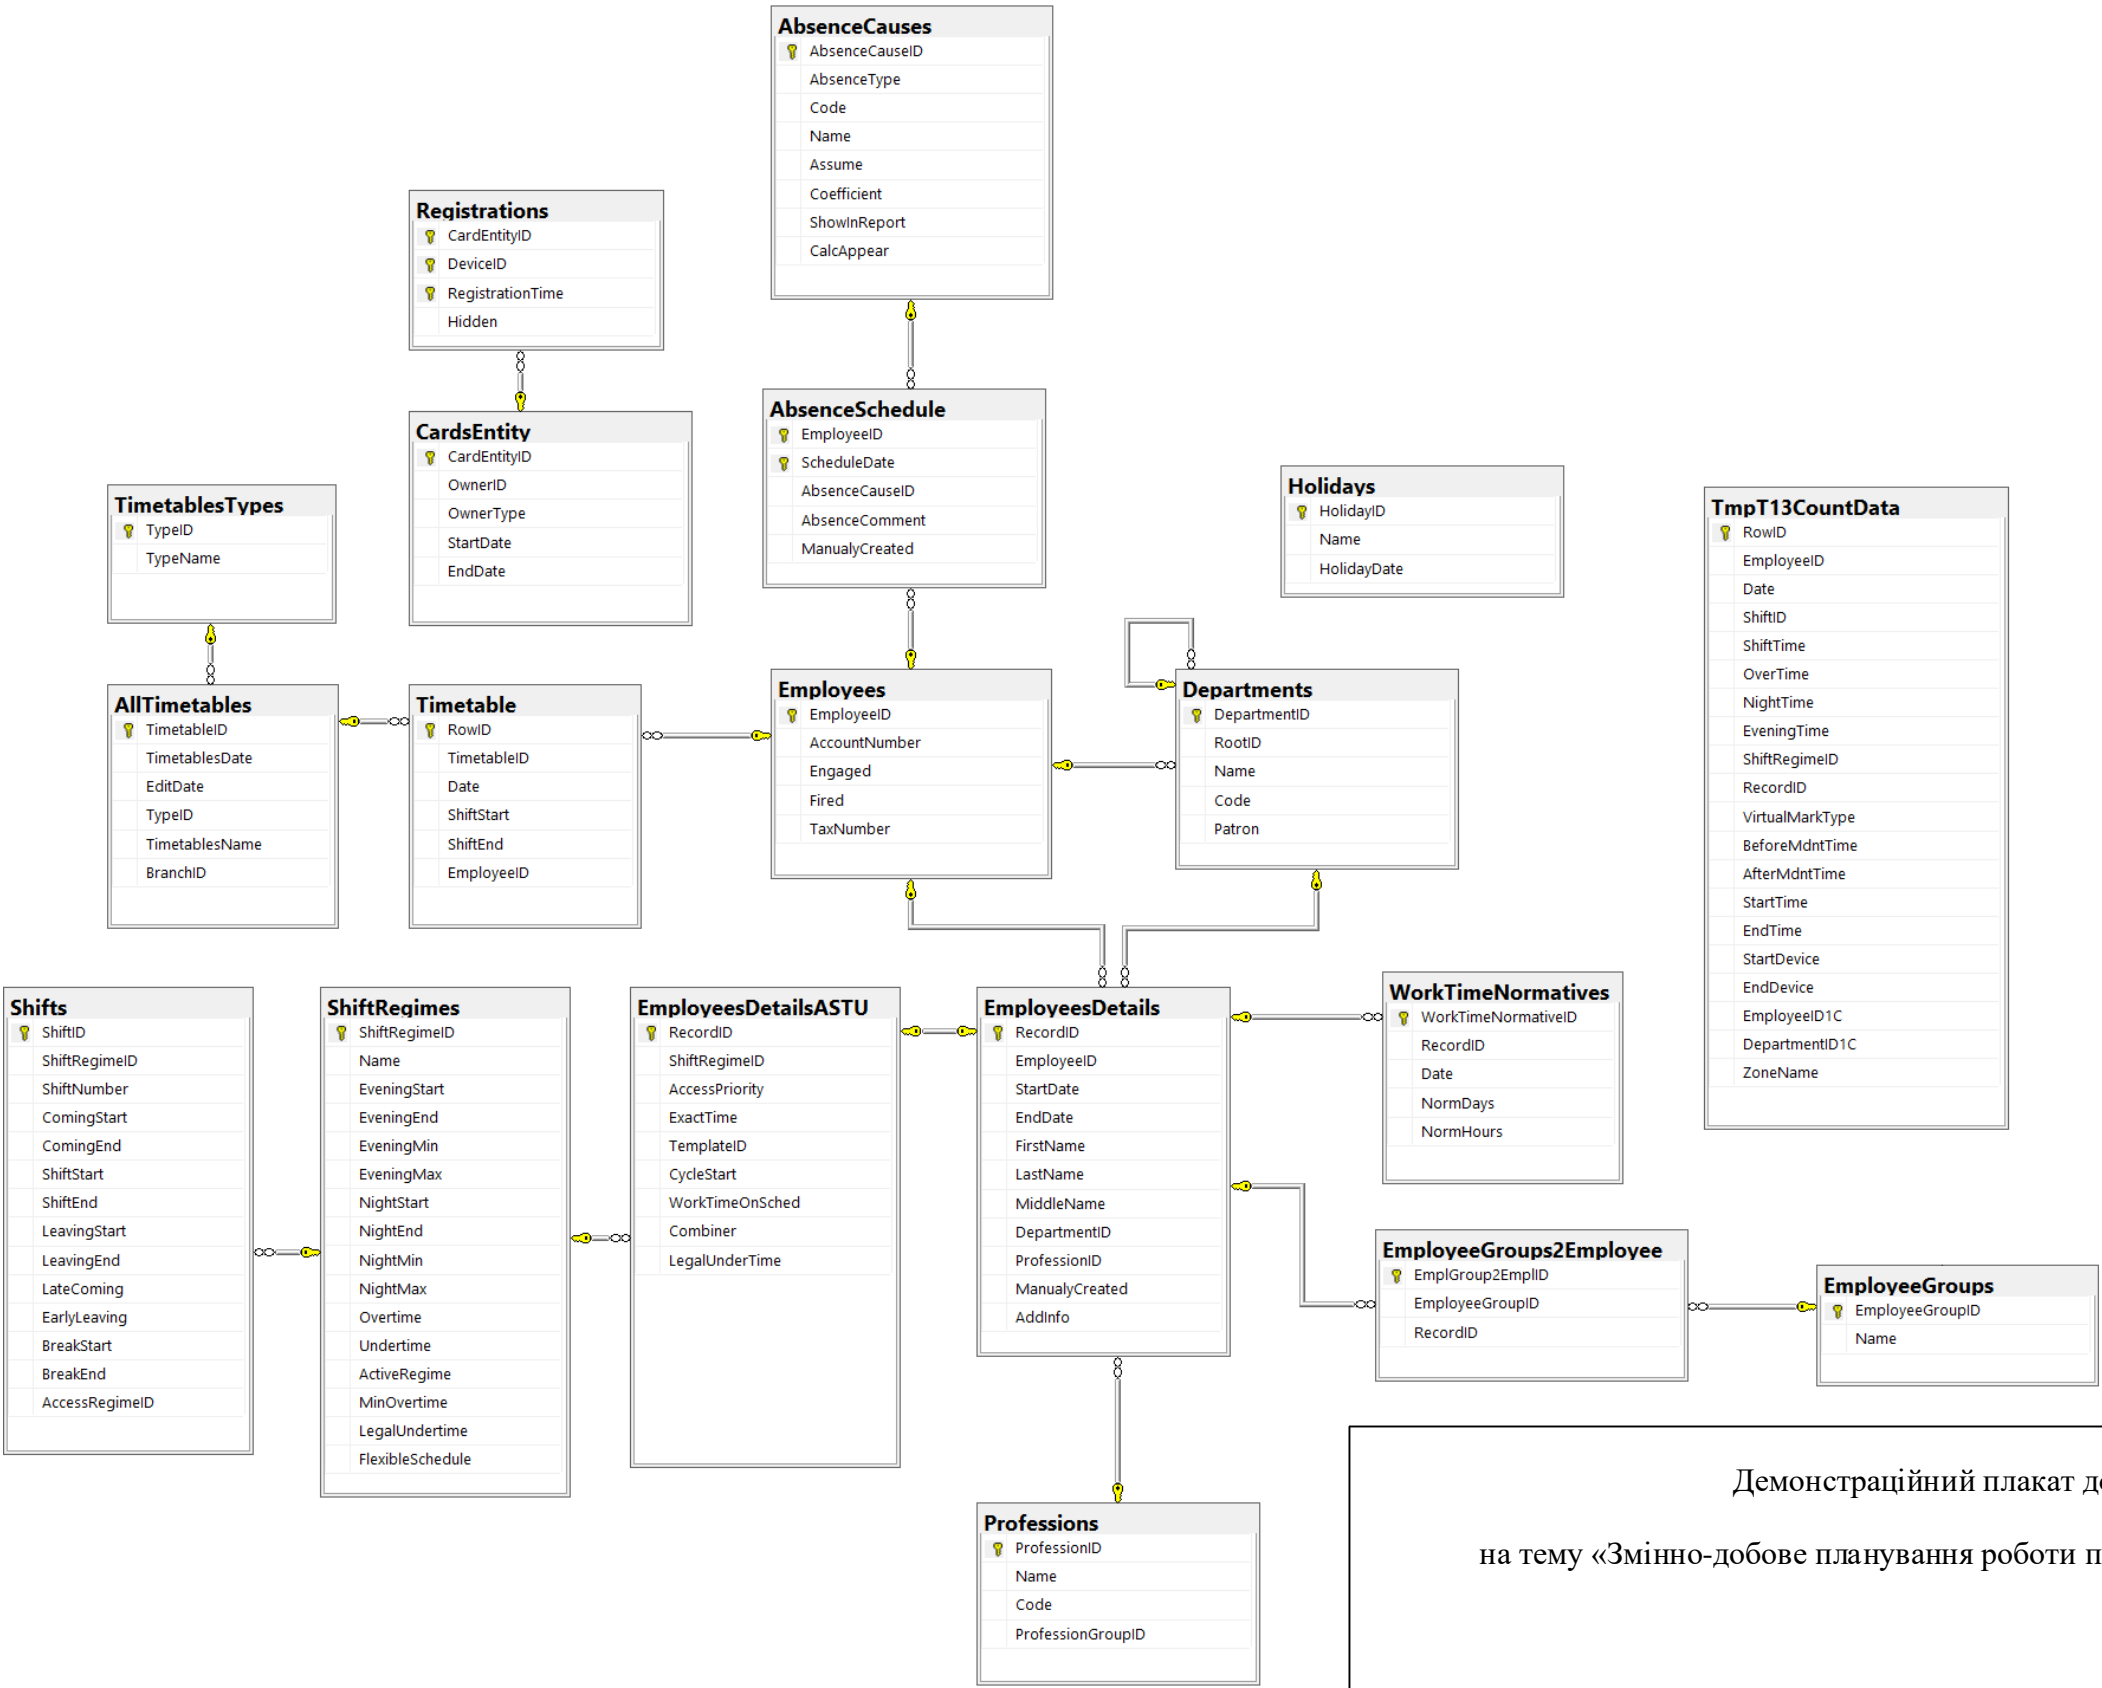 AbsenceCauses
AbsenceCauseID
AbsenceType
Code
Name
Assume
Coefficient
ShowInReport
CalcAppear
Registrations
CardEntityID
DeviceID
RegistrationTime
Hidden
CardsEntity
CardEntityID
OwnerID
OwnerType
StartDate
EndDate
AbsenceSchedule
EmployeeID
ScheduleDate
AbsenceCauseID
AbsenceComment
ManualyCreated
Holidays
HolidayID
Name
HolidayDate
TimetablesTypes
TypeID
TypeName
TmpT13CountData
RowID
EmployeeID
Date
ShiftID
ShiftTime
OverTime
NightTime
EveningTime
ShiftRegimeID
RecordID
VirtualMarkType
BeforeMdntTime
AfterMdntTime
StartTime
EndTime
StartDevice
EndDevice
EmployeeID1C
DepartmentID1C
ZoneName
AllTimetables
TimetableID
TimetablesDate
EditDate
TypeID
TimetablesName
BranchID
Timetable
RowID
TimetableID
Date
ShiftStart
ShiftEnd
EmployeeID
Employees
EmployeeID
AccountNumber
Engaged
Fired
TaxNumber
Departments
DepartmentID
RootID
Name
Code
Patron
Shifts
ShiftID
ShiftRegimeID
ShiftNumber
ComingStart
ComingEnd
ShiftStart
ShiftEnd
LeavingStart
LeavingEnd
LateComing
EarlyLeaving
BreakStart
BreakEnd
AccessRegimeID
ShiftRegimes
ShiftRegimeID
Name
EveningStart
EveningEnd
EveningMin
EveningMax
NightStart
NightEnd
NightMin
NightMax
Overtime
Undertime
ActiveRegime
MinOvertime
LegalUndertime
FlexibleSchedule
EmployeesDetailsASTU
RecordID
ShiftRegimeID
AccessPriority
ExactTime
TemplateID
CycleStart
WorkTimeOnSched
Combiner
LegalUnderTime
EmployeesDetails
RecordID
EmployeeID
StartDate
EndDate
FirstName
LastName
MiddleName
DepartmentID
ProfessionID
ManualyCreated
AddInfo
WorkTimeNormatives
WorkTimeNormativeID
RecordID
Date
NormDays
NormHours
EmployeeGroups2Employee
EmplGroup2EmplID
EmployeeGroupID
RecordID
EmployeeGroups
EmployeeGroupID
Name
Professions
ProfessionID
Name
Code
ProfessionGroupID
Демонстраційний плакат
на тему «Змінно-добове планування роботи